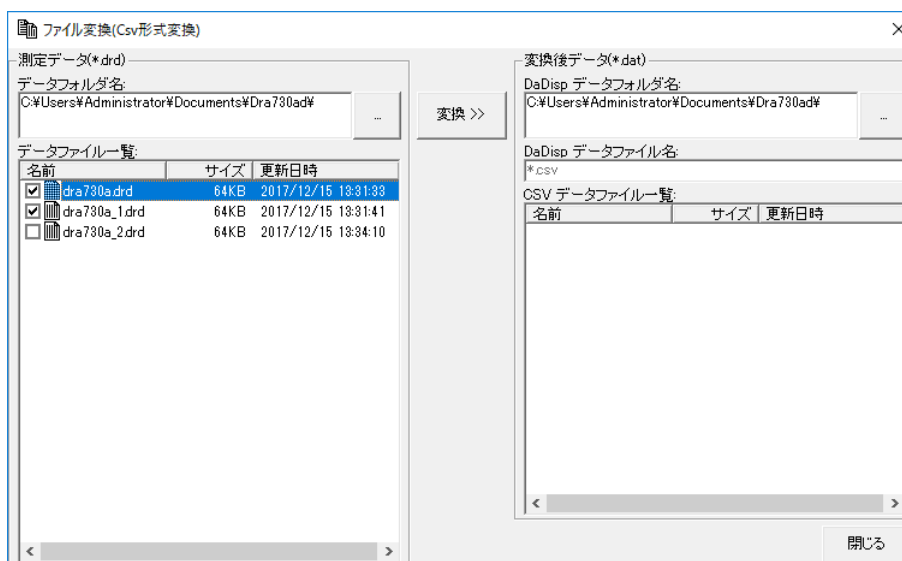 ファイル変換(Csv形式変換)
測定データ(*.drd)
データフォルダ名:
C:¥Users¥Administrator¥Documents¥Dra730ad¥
...
データファイル一覧:
名前 サイズ 更新日時
dra730a.drd 64KB 2017/12/15 13:31:33
dra730a_1.drd 64KB 2017/12/15 13:31:41
dra730a_2.drd 64KB 2017/12/15 13:34:10
変換 >>
変換後データ(*.dat)
DaDisp データフォルダ名:
C:¥Users¥Administrator¥Documents¥Dra730ad¥
...
DaDisp データファイル名:
*.csv
CSV データファイル一覧:
名前 サイズ 更新日時
閉じる